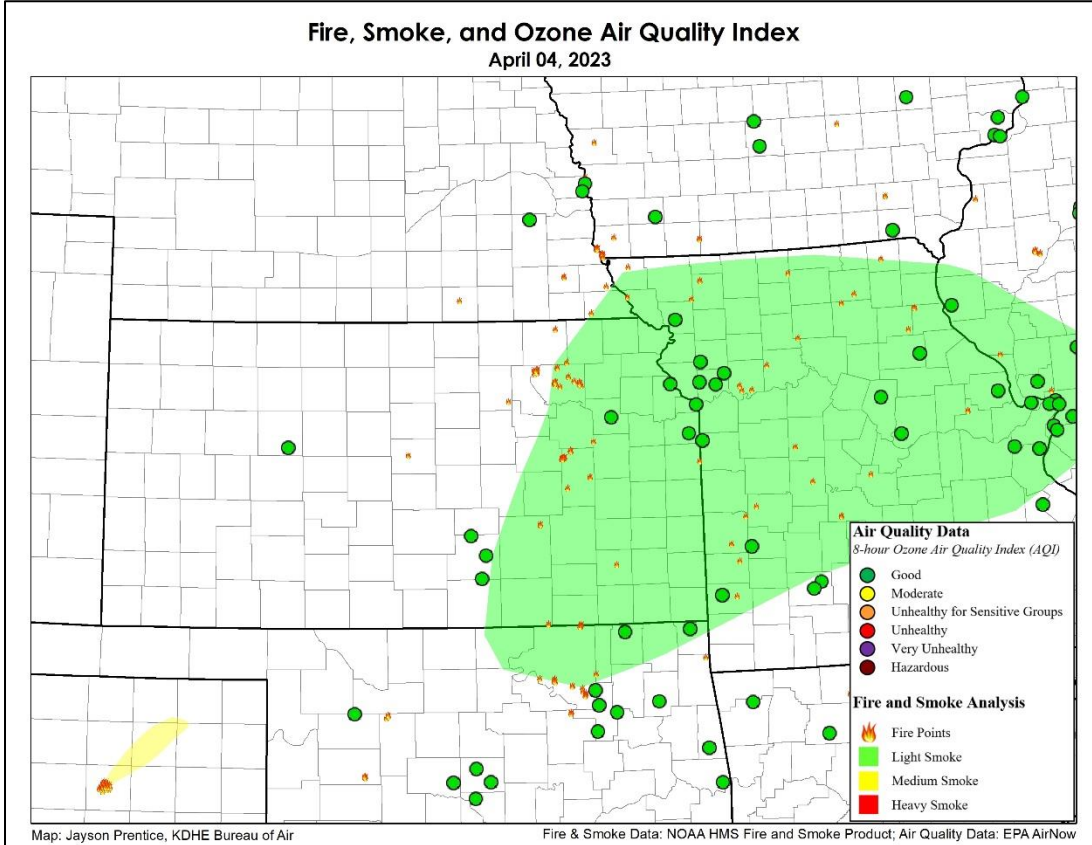 Fire, Smoke, and Ozone Air Quality Index
April 04, 2023
Air Quality Data
8-hour Ozone Air Quality Index (AQI)
Good
Moderate
Unhealthy for Sensitive Groups
Unhealthy
Very Unhealthy
Hazardous
Fire and Smoke Analysis
Fire Points
Light Smoke
Medium Smoke
Heavy Smoke
Map: Jayson Prentice, KDHE Bureau of Air
Fire & Smoke Data: NOAA HMS Fire and Smoke Product; Air Quality Data: EPA AirNow